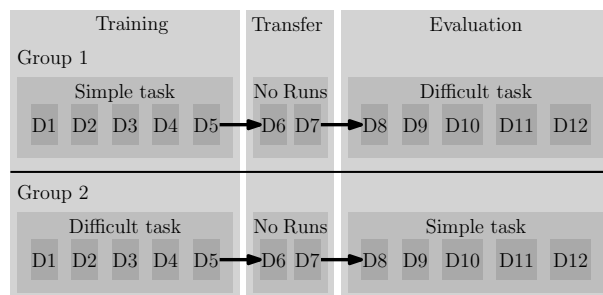 Training Transfer Evaluation
Group 1
Simple task No Runs Difficult task
D1 D2 D3 D4 D5 D6 D7 D8 D9 D10 D11 D12
Group 2
Difficult task No Runs Simple task
D1 D2 D3 D4 D5 D6 D7 D8 D9 D10 D11 D12